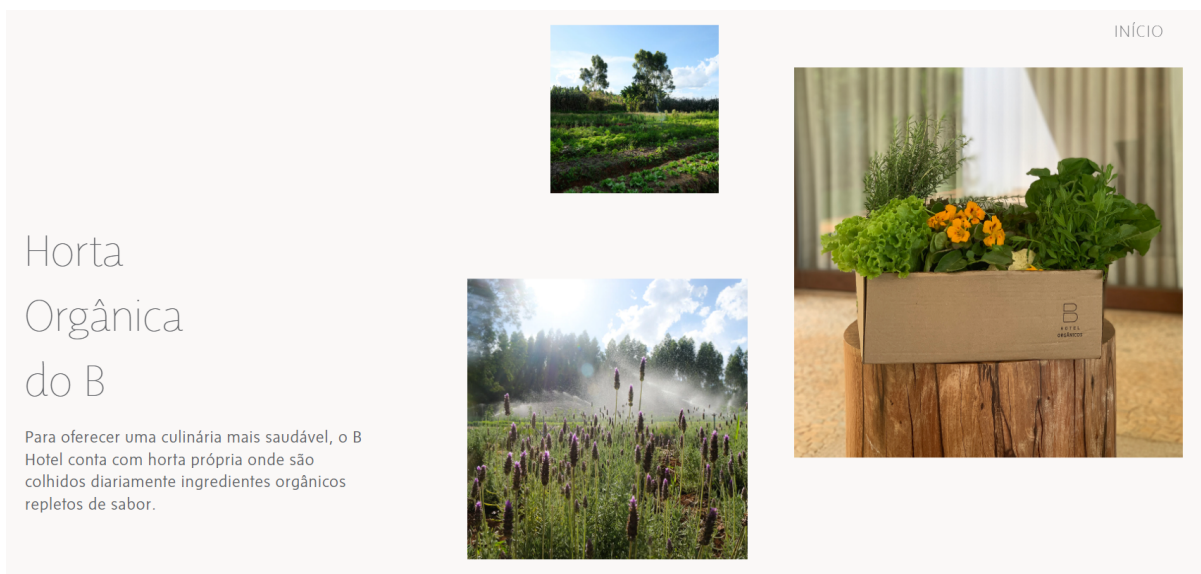 INÍCIO
Horta
Orgânica
do B
Para oferecer uma culinária mais saudável, o B
Hotel conta com horta própria onde são
colhidos diariamente ingredientes orgânicos
repletos de sabor.
B
HOTEL
ORGÂNICO